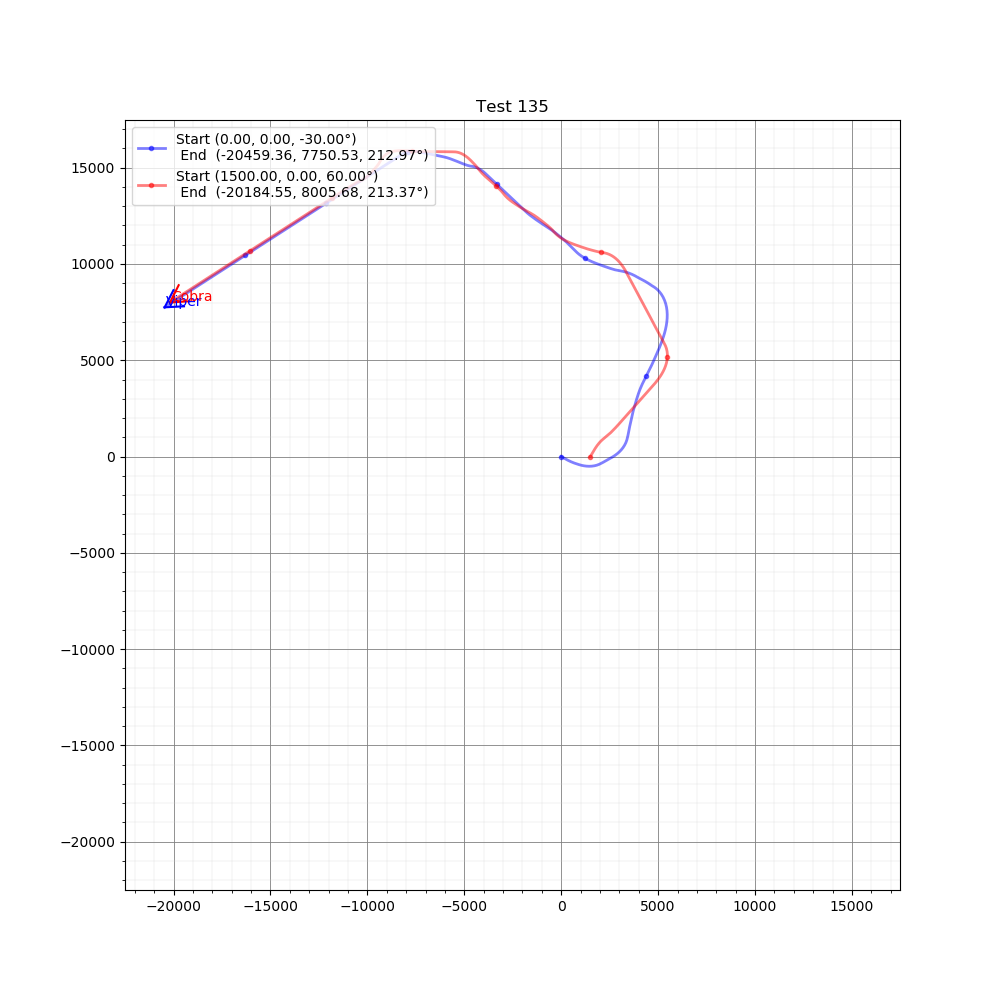 Test 135
Start (0.00, 0.00, -30.00°)
End (-20459.36, 7750.53, 212.97°)
Start (1500.00, 0.00, 60.00°)
End (-20184.55, 8005.68, 213.37°)
15000
10000
5000
0
−5000
−10000
−15000
−20000
Cobra
Viper
−20000 −15000 −10000 −5000 0 5000 10000 15000